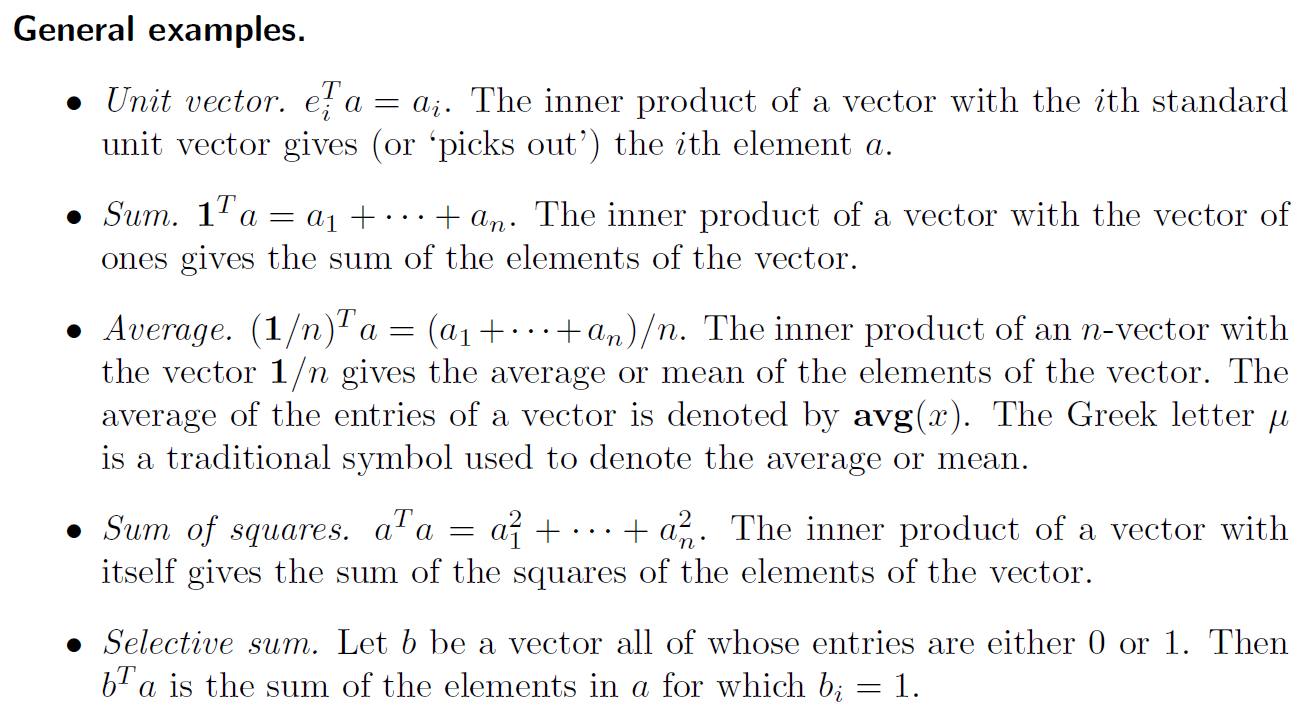 General examples.
• Unit vector. $e_i^T a = a_i$. The inner product of a vector with the $i$th standard
unit vector gives (or ‘picks out’) the $i$th element $a$.
• Sum. $\mathbf{1}^T a = a_1 + \cdots + a_n$. The inner product of a vector with the vector of
ones gives the sum of the elements of the vector.
• Average. $(\mathbf{1}/n)^T a = (a_1 + \cdots + a_n)/n$. The inner product of an $n$-vector with
the vector $\mathbf{1}/n$ gives the average or mean of the elements of the vector. The
average of the entries of a vector is denoted by $\mathbf{avg}(x)$. The Greek letter $\mu$
is a traditional symbol used to denote the average or mean.
• Sum of squares. $a^T a = a_1^2 + \cdots + a_n^2$. The inner product of a vector with
itself gives the sum of the squares of the elements of the vector.
• Selective sum. Let $b$ be a vector all of whose entries are either 0 or 1. Then
$b^T a$ is the sum of the elements in $a$ for which $b_i = 1$.